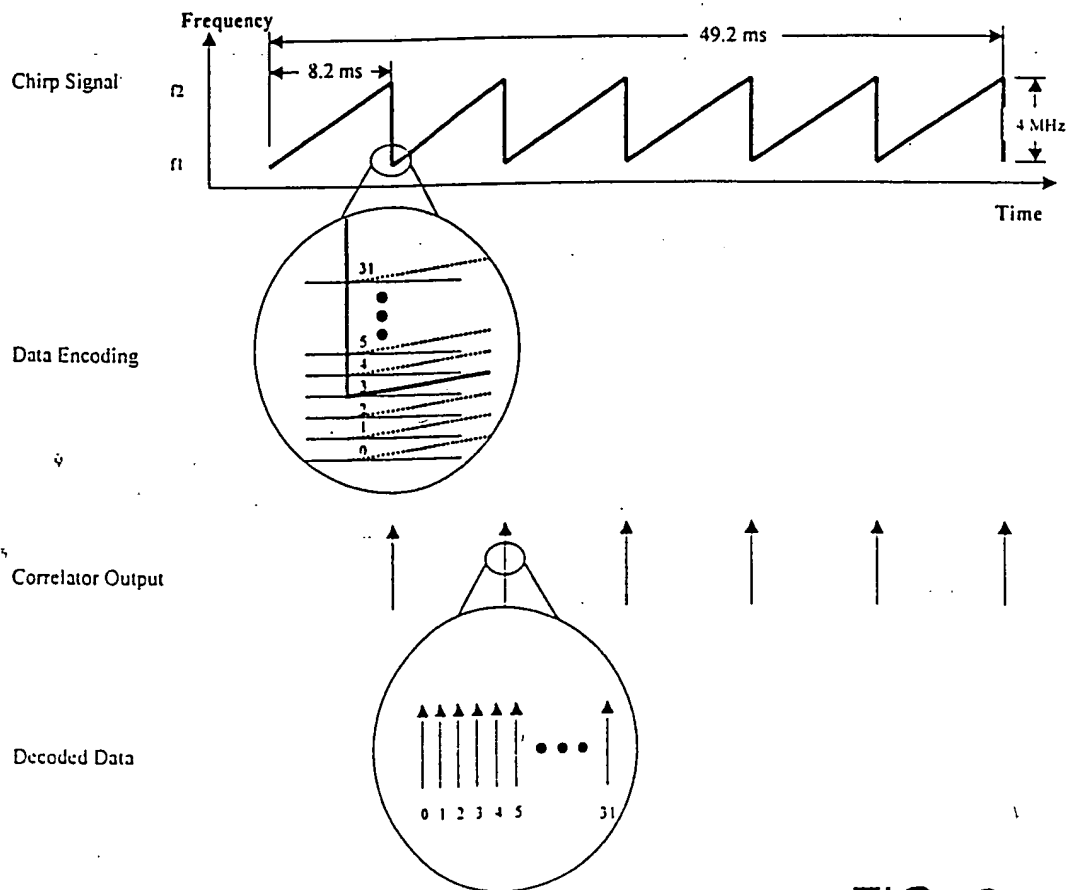 Frequency
49.2 ms
8.2 ms
Chirp Signal
f2
4 MHz
f1
Time
31
5
Data Encoding
4
3
2
1
0
Correlator Output
Decoded Data
0 1 2 3 4 5 31